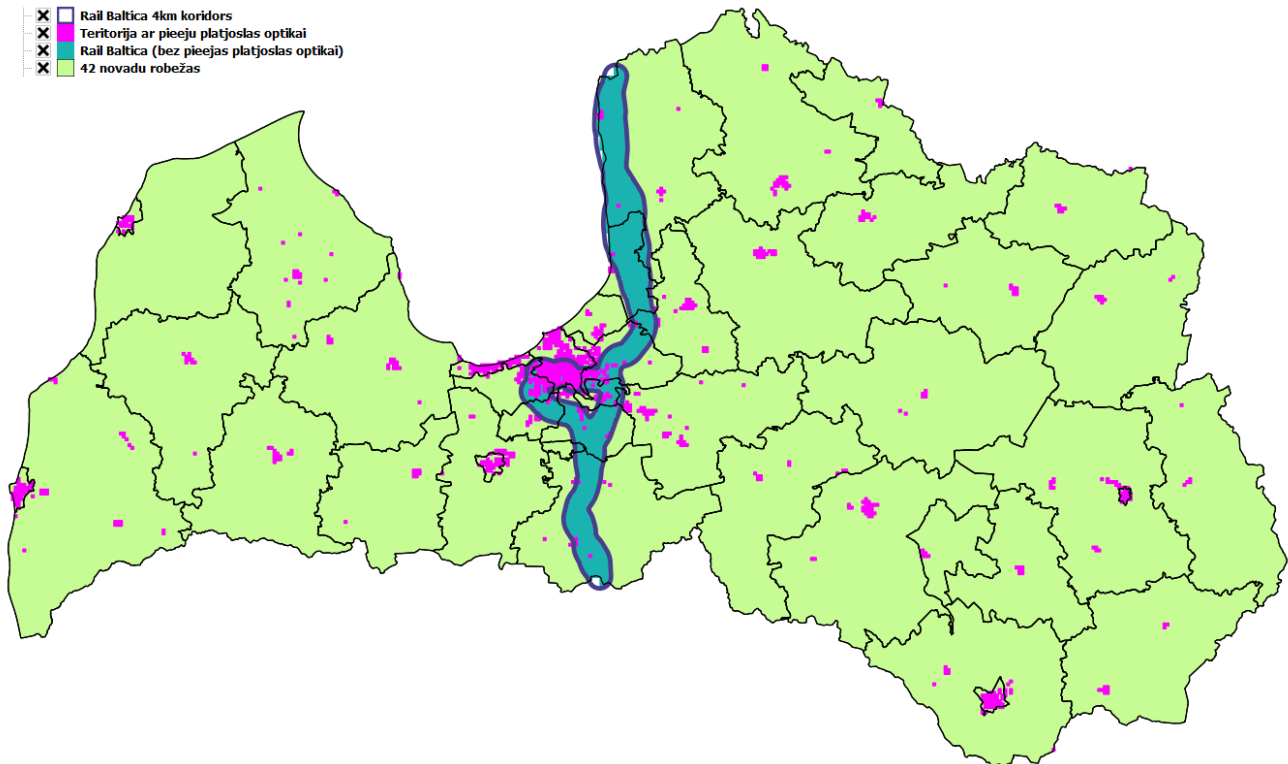 Rail Baltica 4km koridors
Teritorija ar pieeju platjoslas optikai
Rail Baltica (bez pieejas platjoslas optikai)
42 novadu robežas